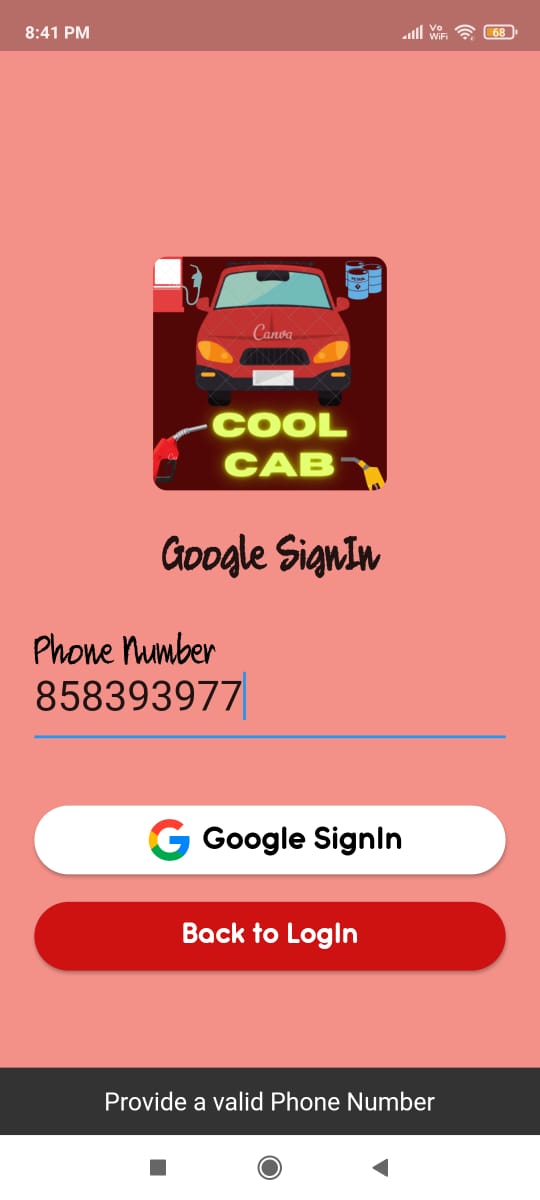 8:41 PM
Vo
WiFi
68
Canva
COOL
CAB
Google SignIn
Phone Number
858393977
Google SignIn
Back to LogIn
Provide a valid Phone Number